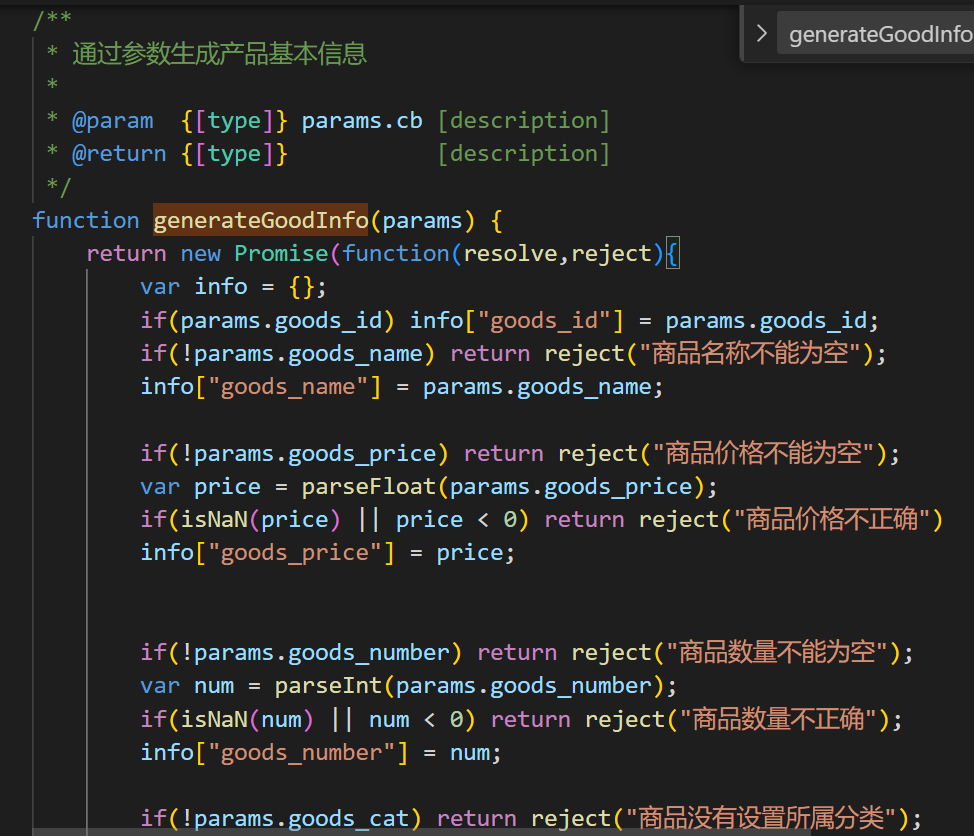 /**
generateGoodInfo
* 通过参数生成产品基本信息
*
* @param {[type]} params.cb [description]
* @return {[type]} [description]
*/
function generateGoodInfo(params) {
return new Promise(function(resolve,reject){
var info = {};
if(params.goods_id) info["goods_id"] = params.goods_id;
if(!params.goods_name) return reject("商品名称不能为空");
info["goods_name"] = params.goods_name;
if(!params.goods_price) return reject("商品价格不能为空");
var price = parseFloat(params.goods_price);
if(isNaN(price) || price < 0) return reject("商品价格不正确")
info["goods_price"] = price;
if(!params.goods_number) return reject("商品数量不能为空");
var num = parseInt(params.goods_number);
if(isNaN(num) || num < 0) return reject("商品数量不正确");
info["goods_number"] = num;
if(!params.goods_cat) return reject("商品没有设置所属分类");